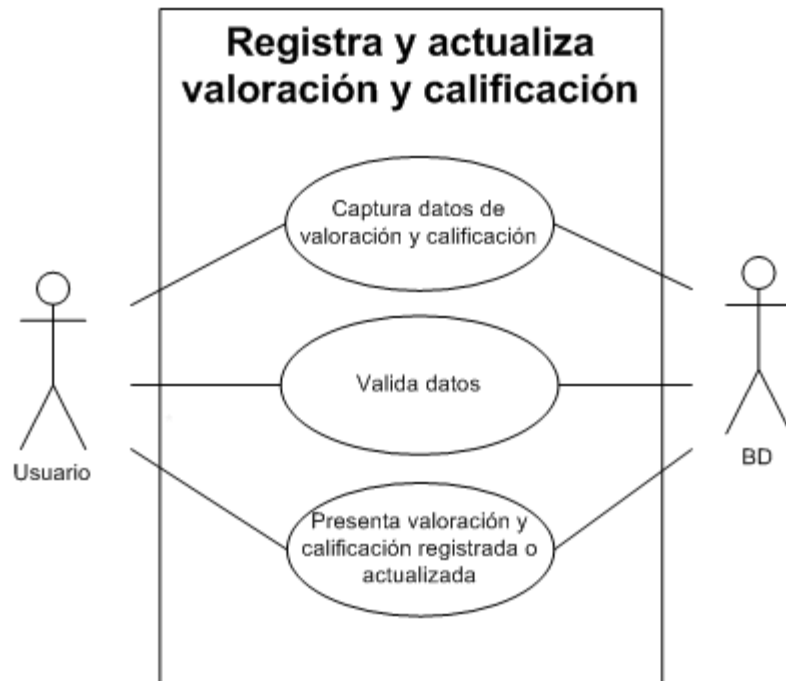 Registra y actualiza
valoración y calificación
Captura datos de
valoración y calificación
Valida datos
Usuario
BD
Presenta valoración y
calificación registrada o
actualizada